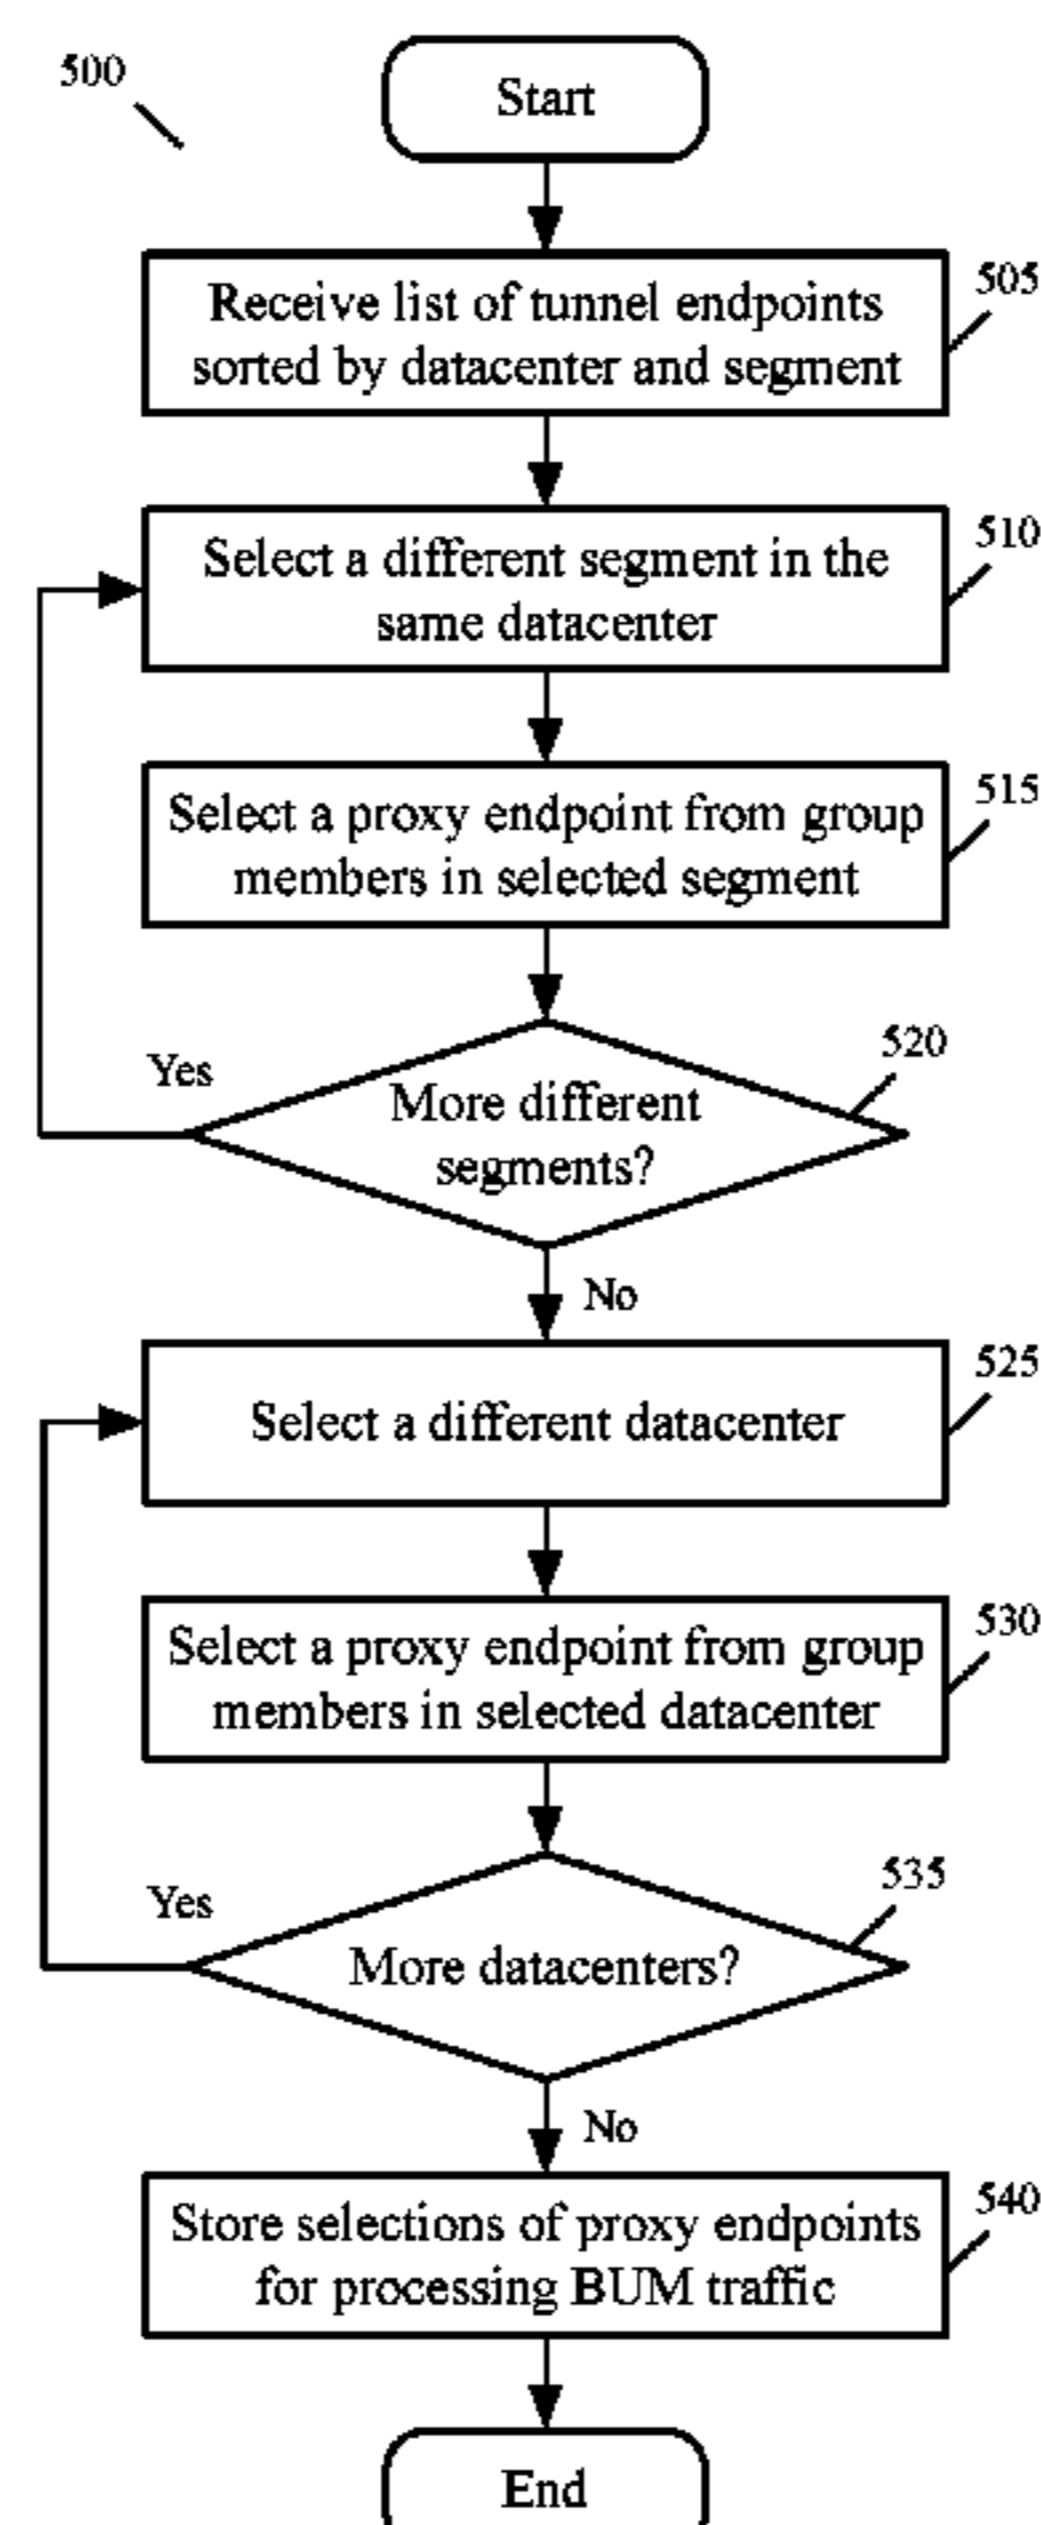 500
Start
Receive list of tunnel endpoints
sorted by datacenter and segment
505
Select a different segment in the
same datacenter
510
Select a proxy endpoint from group
members in selected segment
515
More different
segments?
520
Yes
No
Select a different datacenter
525
Select a proxy endpoint from group
members in selected datacenter
530
More datacenters?
535
Yes
No
Store selections of proxy endpoints
for processing BUM traffic
540
End